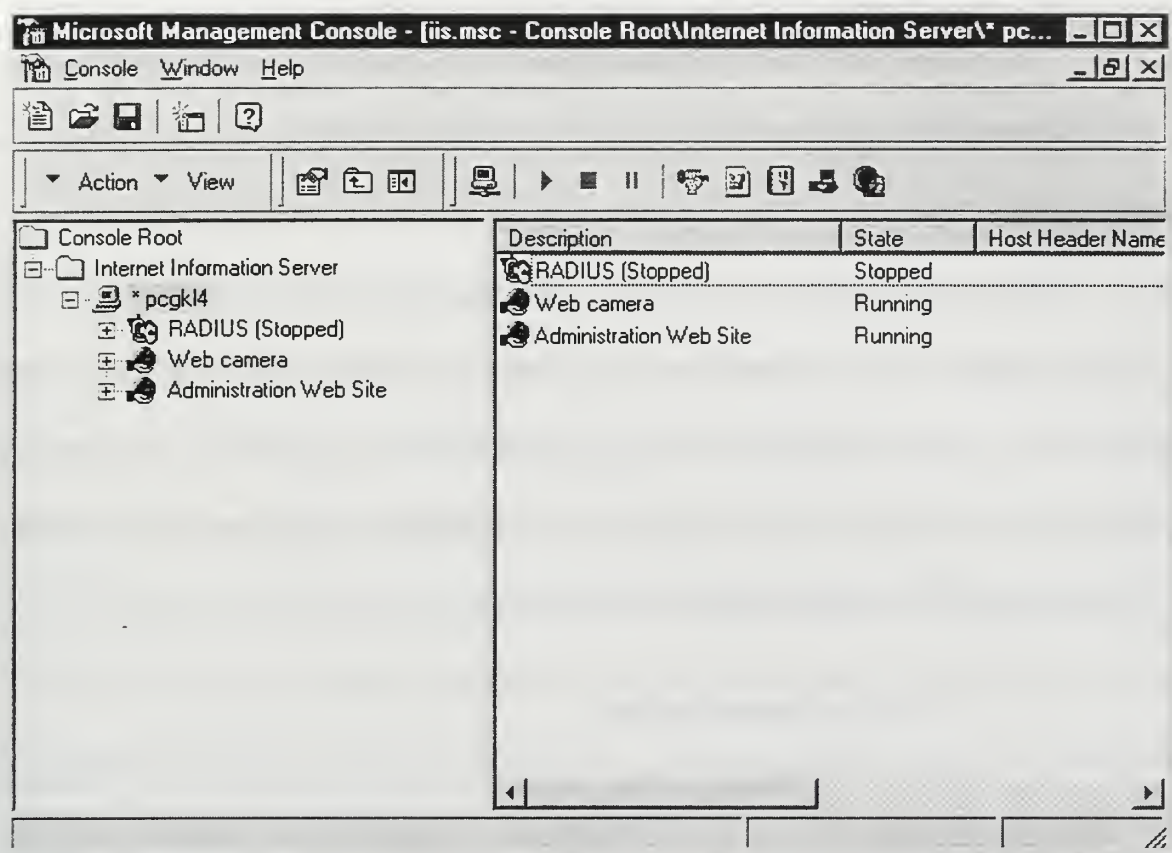 Microsoft Management Console - [iis.msc - Console Root\Internet Information Server\* pc...
Console Window Help
Action View
Console Root
Internet Information Server
* pcgkl4
RADIUS (Stopped)
Web camera
Administration Web Site
Description State Host Header Name
RADIUS (Stopped) Stopped
Web camera Running
Administration Web Site Running